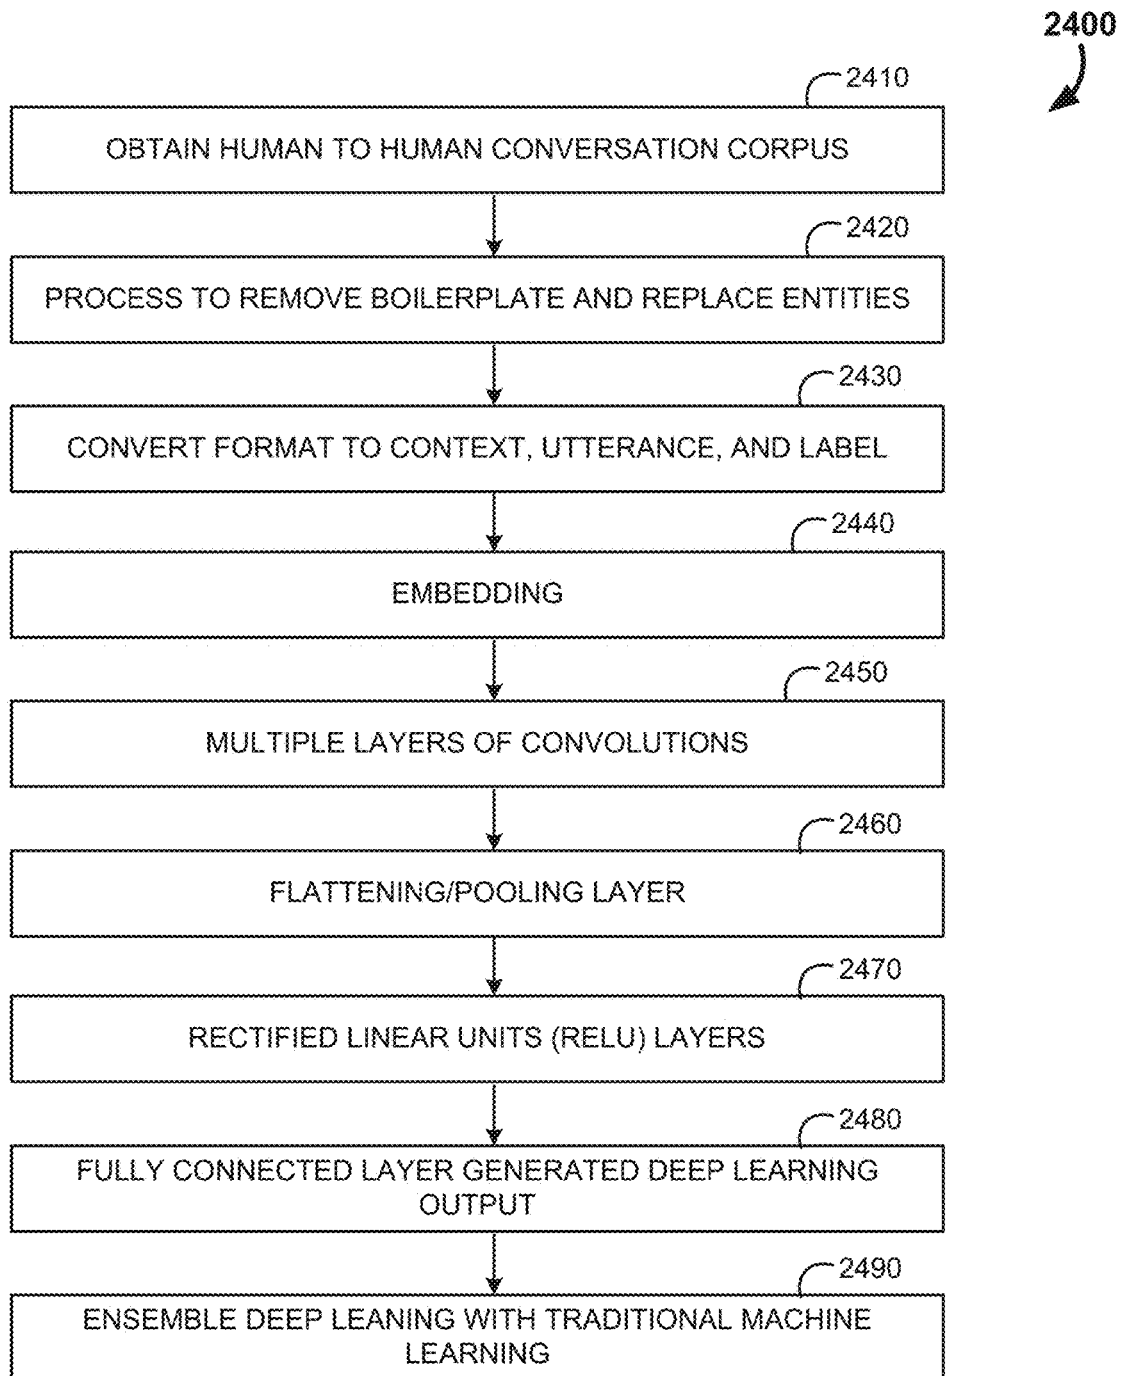 2400
2410
OBTAIN HUMAN TO HUMAN CONVERSATION CORPUS
2420
PROCESS TO REMOVE BOILERPLATE AND REPLACE ENTITIES
2430
CONVERT FORMAT TO CONTEXT, UTTERANCE, AND LABEL
2440
EMBEDDING
2450
MULTIPLE LAYERS OF CONVOLUTIONS
2460
FLATTENING/POOLING LAYER
2470
RECTIFIED LINEAR UNITS (RELU) LAYERS
2480
FULLY CONNECTED LAYER GENERATED DEEP LEARNING
OUTPUT
2490
ENSEMBLE DEEP LEANING WITH TRADITIONAL MACHINE
LEARNING